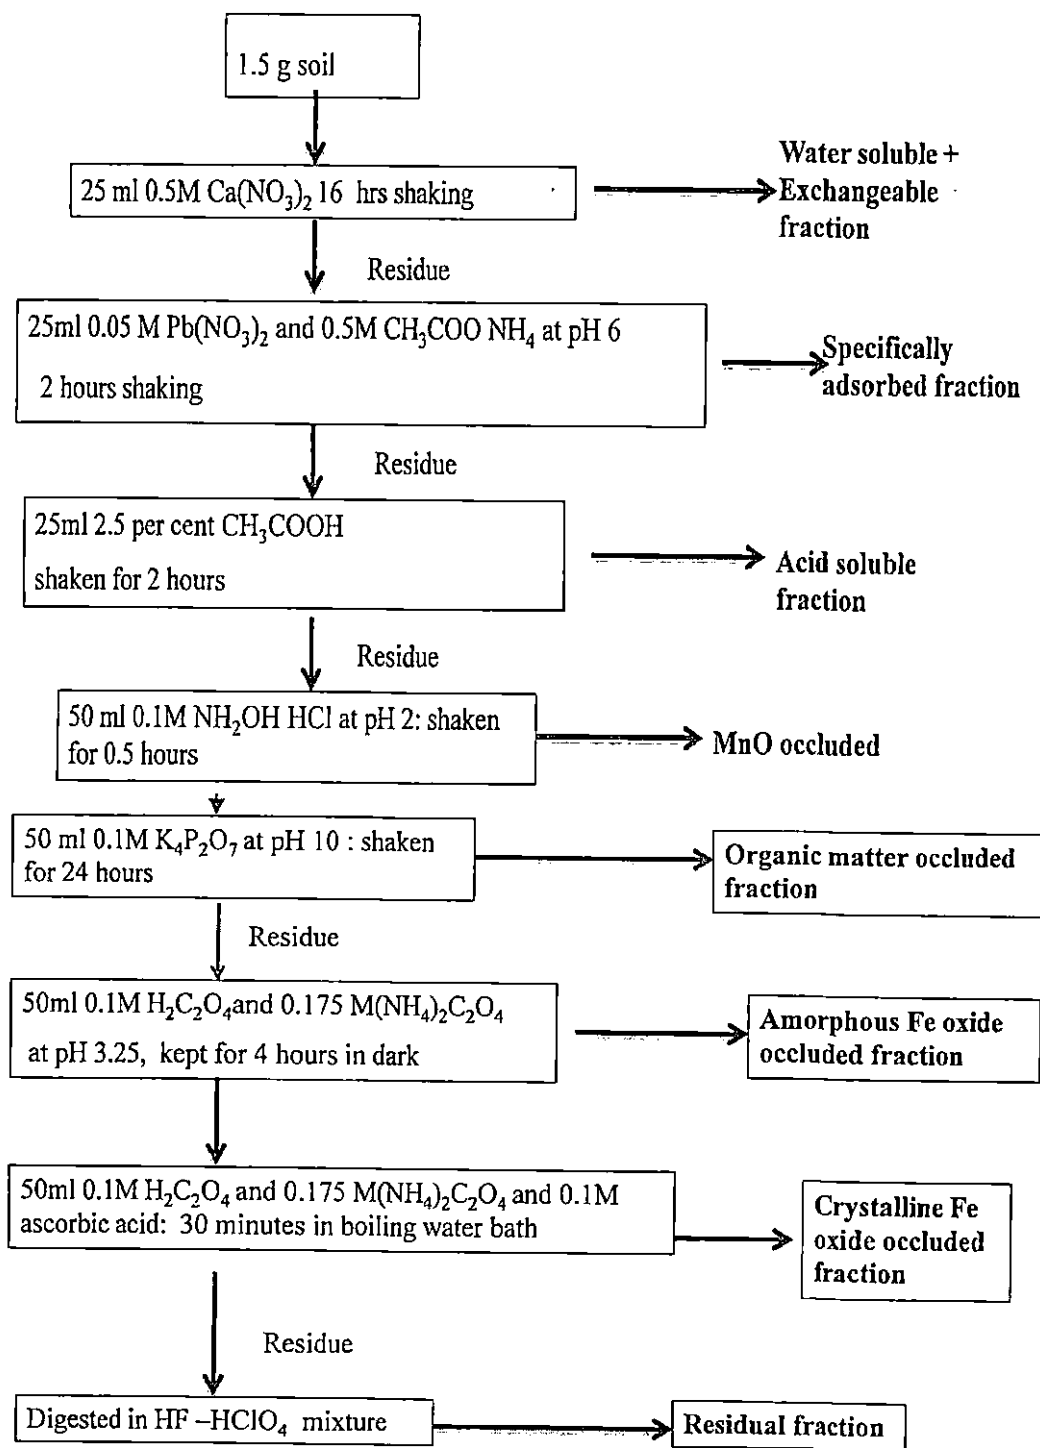 1.5 g soil
25 ml 0.5M Ca(NO₃)₂ 16 hrs shaking
Water soluble +
Exchangeable
fraction
Residue
25ml 0.05 M Pb(NO₃)₂ and 0.5M CH₃COO NH₄ at pH 6
2 hours shaking
Specifically
adsorbed fraction
Residue
25ml 2.5 per cent CH₃COOH
shaken for 2 hours
Acid soluble
fraction
Residue
50 ml 0.1M NH₂OH HCl at pH 2: shaken
for 0.5 hours
MnO occluded
50 ml 0.1M K₄P₂O₇ at pH 10 : shaken
for 24 hours
Organic matter occluded
fraction
Residue
50ml 0.1M H₂C₂O₄and 0.175 M(NH₄)₂C₂O₄
at pH 3.25, kept for 4 hours in dark
Amorphous Fe oxide
occluded fraction
50ml 0.1M H₂C₂O₄ and 0.175 M(NH₄)₂C₂O₄ and 0.1M
ascorbic acid: 30 minutes in boiling water bath
Crystalline Fe
oxide occluded
fraction
Residue
Digested in HF –HClO₄ mixture
Residual fraction